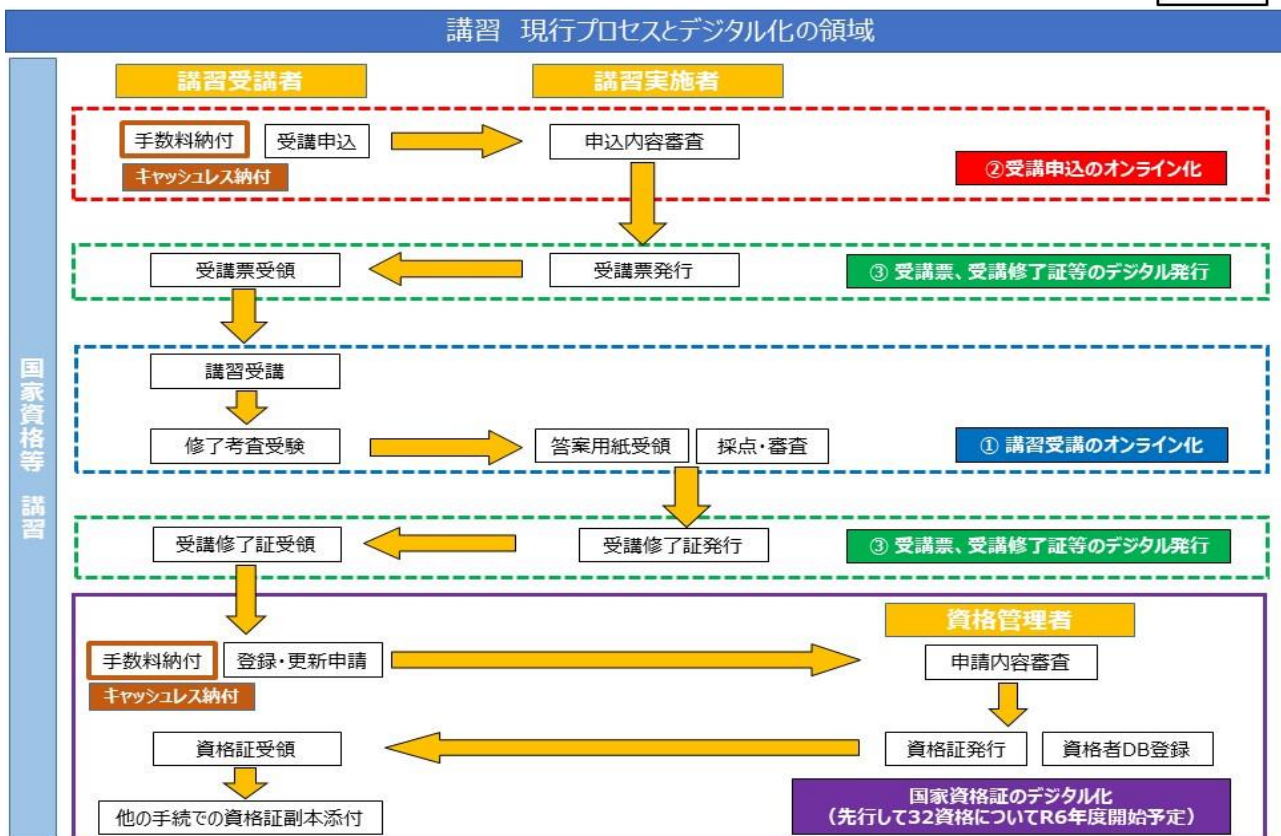 講習 現行プロセスとデジタル化の領域
国家資格等 講習
講習受講者
講習実施者
手数料納付
受講申込
申込内容審査
キャッシュレス納付
②受講申込のオンライン化
受講票受領
受講票発行
③ 受講票、受講修了証等のデジタル発行
講習受講
修了考査受験
答案用紙受領
採点・審査
① 講習受講のオンライン化
受講修了証受領
受講修了証発行
③ 受講票、受講修了証等のデジタル発行
資格管理者
手数料納付
登録・更新申請
申請内容審査
キャッシュレス納付
資格証受領
資格証発行
資格者DB登録
他の手続での資格証副本添付
国家資格証のデジタル化
（先行して32資格についてR6年度開始予定）